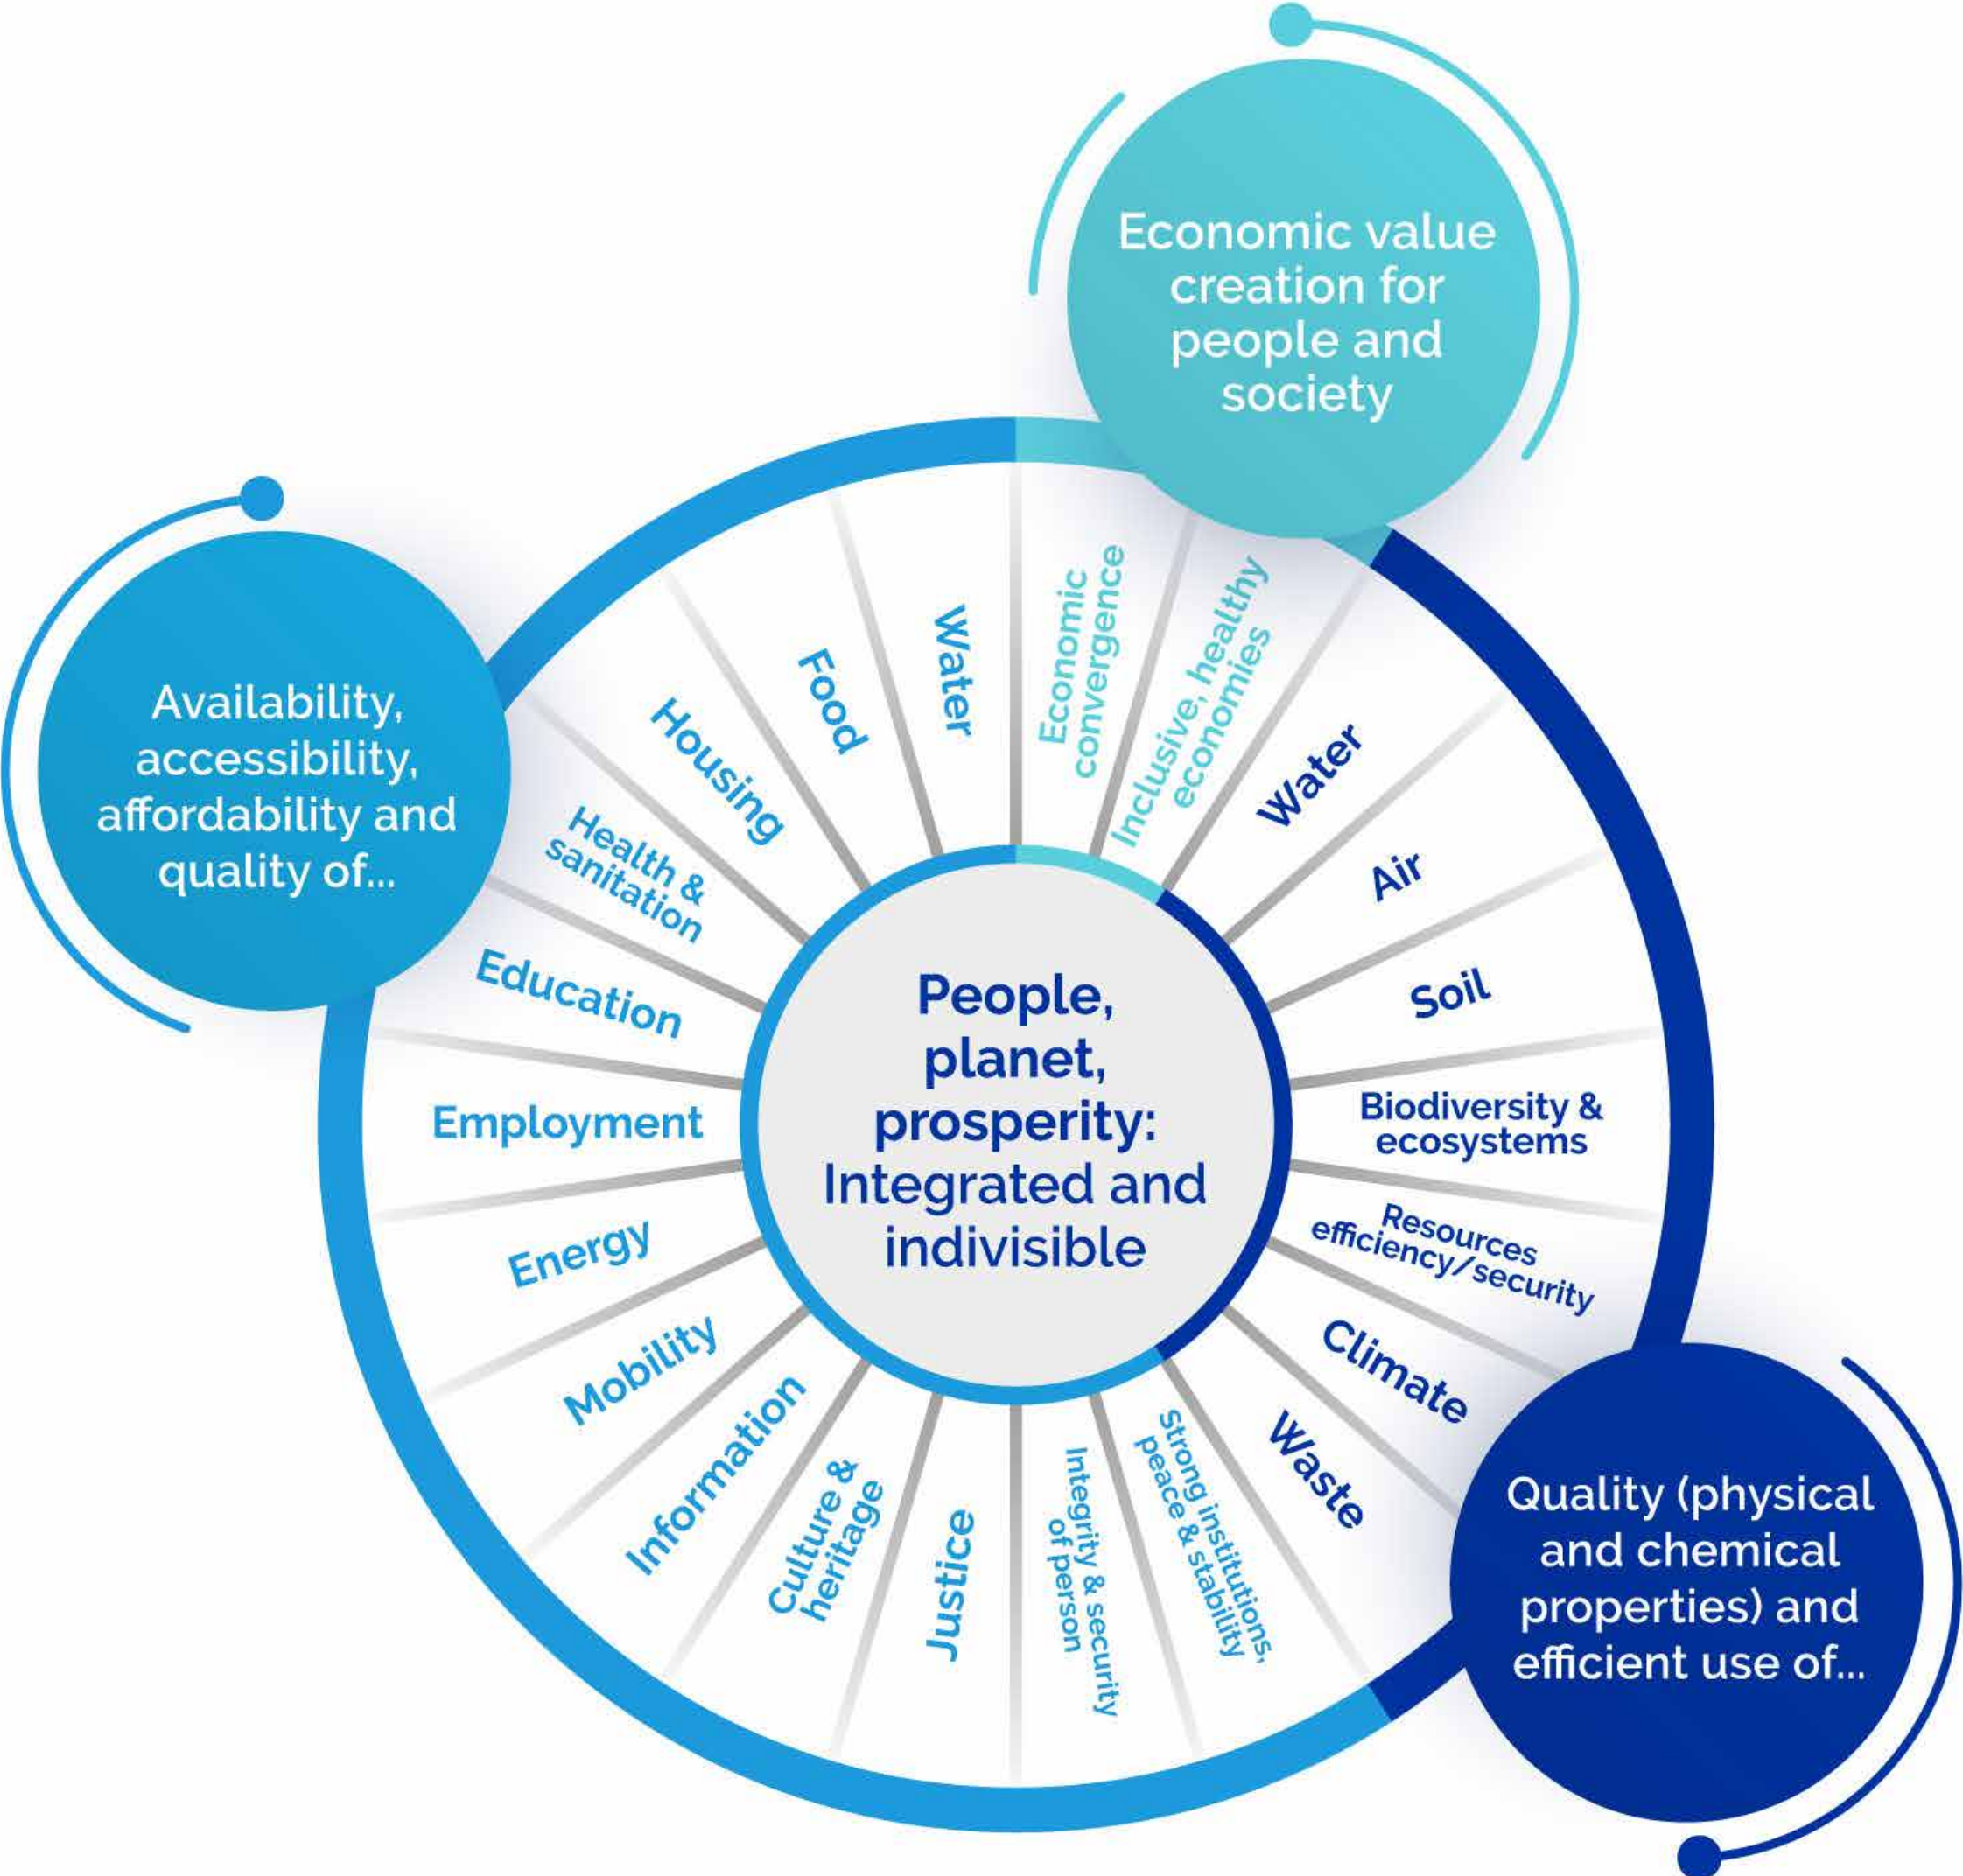 Economic value
creation for
people and
society
Availability,
accessibility,
affordability and
quality of...
Quality (physical
and chemical
properties) and
efficient use of...
People,
planet,
prosperity:
Integrated and
indivisible
Economic
convergence
Inclusive, healthy
economies
Water
Air
Soil
Biodiversity &
ecosystems
Resources
efficiency/security
Climate
Waste
Strong institutions,
peace & stability
Integrity & security
of person
Justice
Culture &
heritage
Information
Mobility
Energy
Employment
Education
Health &
sanitation
Housing
Food
Water